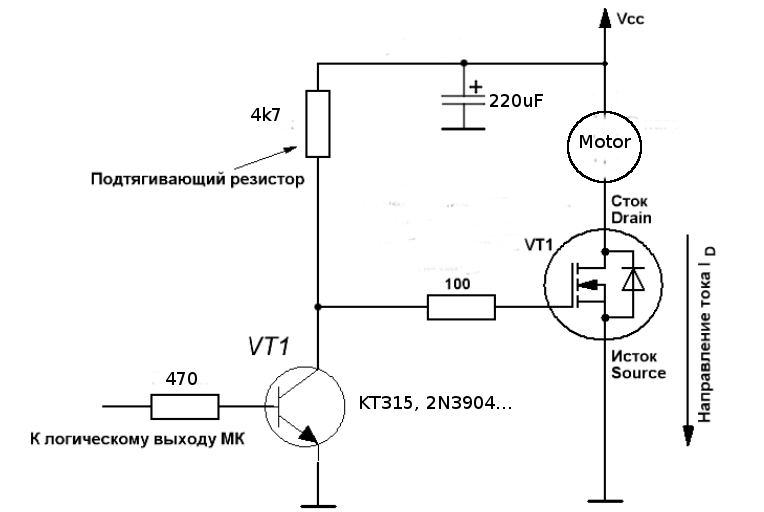 Vcc
4k7
+
220uF
Motor
Подтягивающий резистор
Сток
Drain
VT1
100
Направление тока I D
VT1
Исток
Source
470
КТ315, 2N3904...
К логическому выходу МК